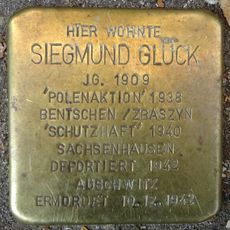 HIER WOHNTE
SIEGMUND GLÜCK
JG. 1909
'POLENAKTION' 1938
BENTSCHEN / ZBASZYN
'SCHUTZHAFT' 1940
SACHSENHAUSEN
DEPORTIERT 1942
AUSCHWITZ
ERMORDET 10.12.1942